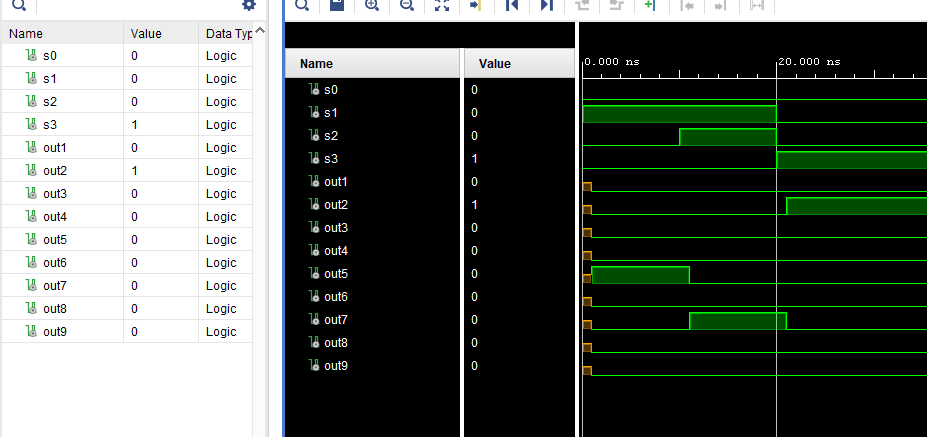 Name Value Data Typ
s0 0 Logic
s1 0 Logic
s2 0 Logic
s3 1 Logic
out1 0 Logic
out2 1 Logic
out3 0 Logic
out4 0 Logic
out5 0 Logic
out6 0 Logic
out7 0 Logic
out8 0 Logic
out9 0 Logic
Name Value
0.000 ns 20.000 ns
s0 0
s1 0
s2 0
s3 1
out1 0
out2 1
out3 0
out4 0
out5 0
out6 0
out7 0
out8 0
out9 0